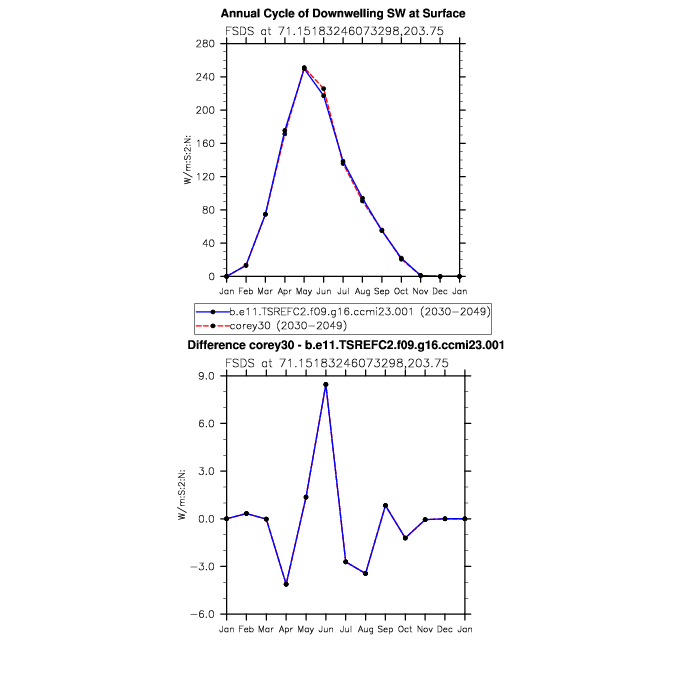 Annual Cycle of Downwelling SW at Surface
FSDS at 71.15183246073298,203.75
280
240
200
160
120
80
40
0
W/m:S:2:N:
Jan Feb Mar Apr May Jun Jul Aug Sep Oct Nov Dec Jan
b.e11.TSREFC2.f09.g16.ccmi23.001 (2030-2049)
corey30 (2030-2049)
Difference corey30 - b.e11.TSREFC2.f09.g16.ccmi23.001
FSDS at 71.15183246073298,203.75
9.0
6.0
3.0
0.0
-3.0
-6.0
W/m:S:2:N:
Jan Feb Mar Apr May Jun Jul Aug Sep Oct Nov Dec Jan